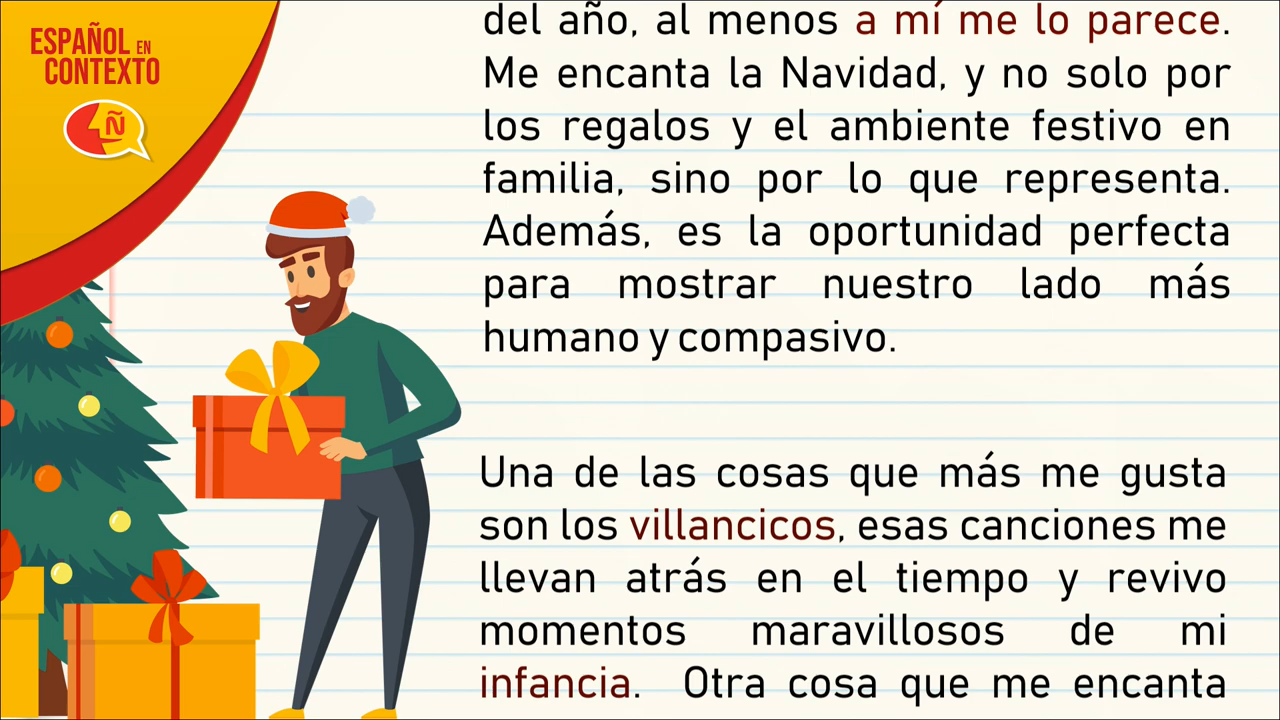 ESPAÑOL EN
CONTEXTO
Ñ
del año, al menos a mí me lo parece.
Me encanta la Navidad, y no solo por
los regalos y el ambiente festivo en
familia, sino por lo que representa.
Además, es la oportunidad perfecta
para mostrar nuestro lado más
humano y compasivo.
Una de las cosas que más me gusta
son los villancicos, esas canciones me
llevan atrás en el tiempo y revivo
momentos maravillosos de mi
infancia. Otra cosa que me encanta